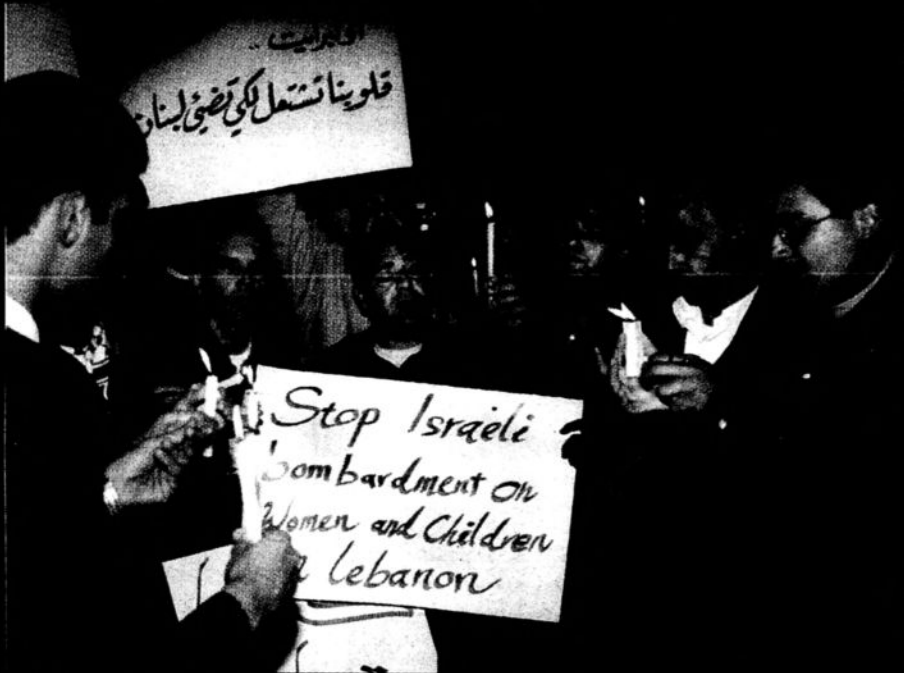 قلوبنا تشتعل لكي تضيئ لبنان
Stop Israeli
bombardment on
Women and Children
lebanon